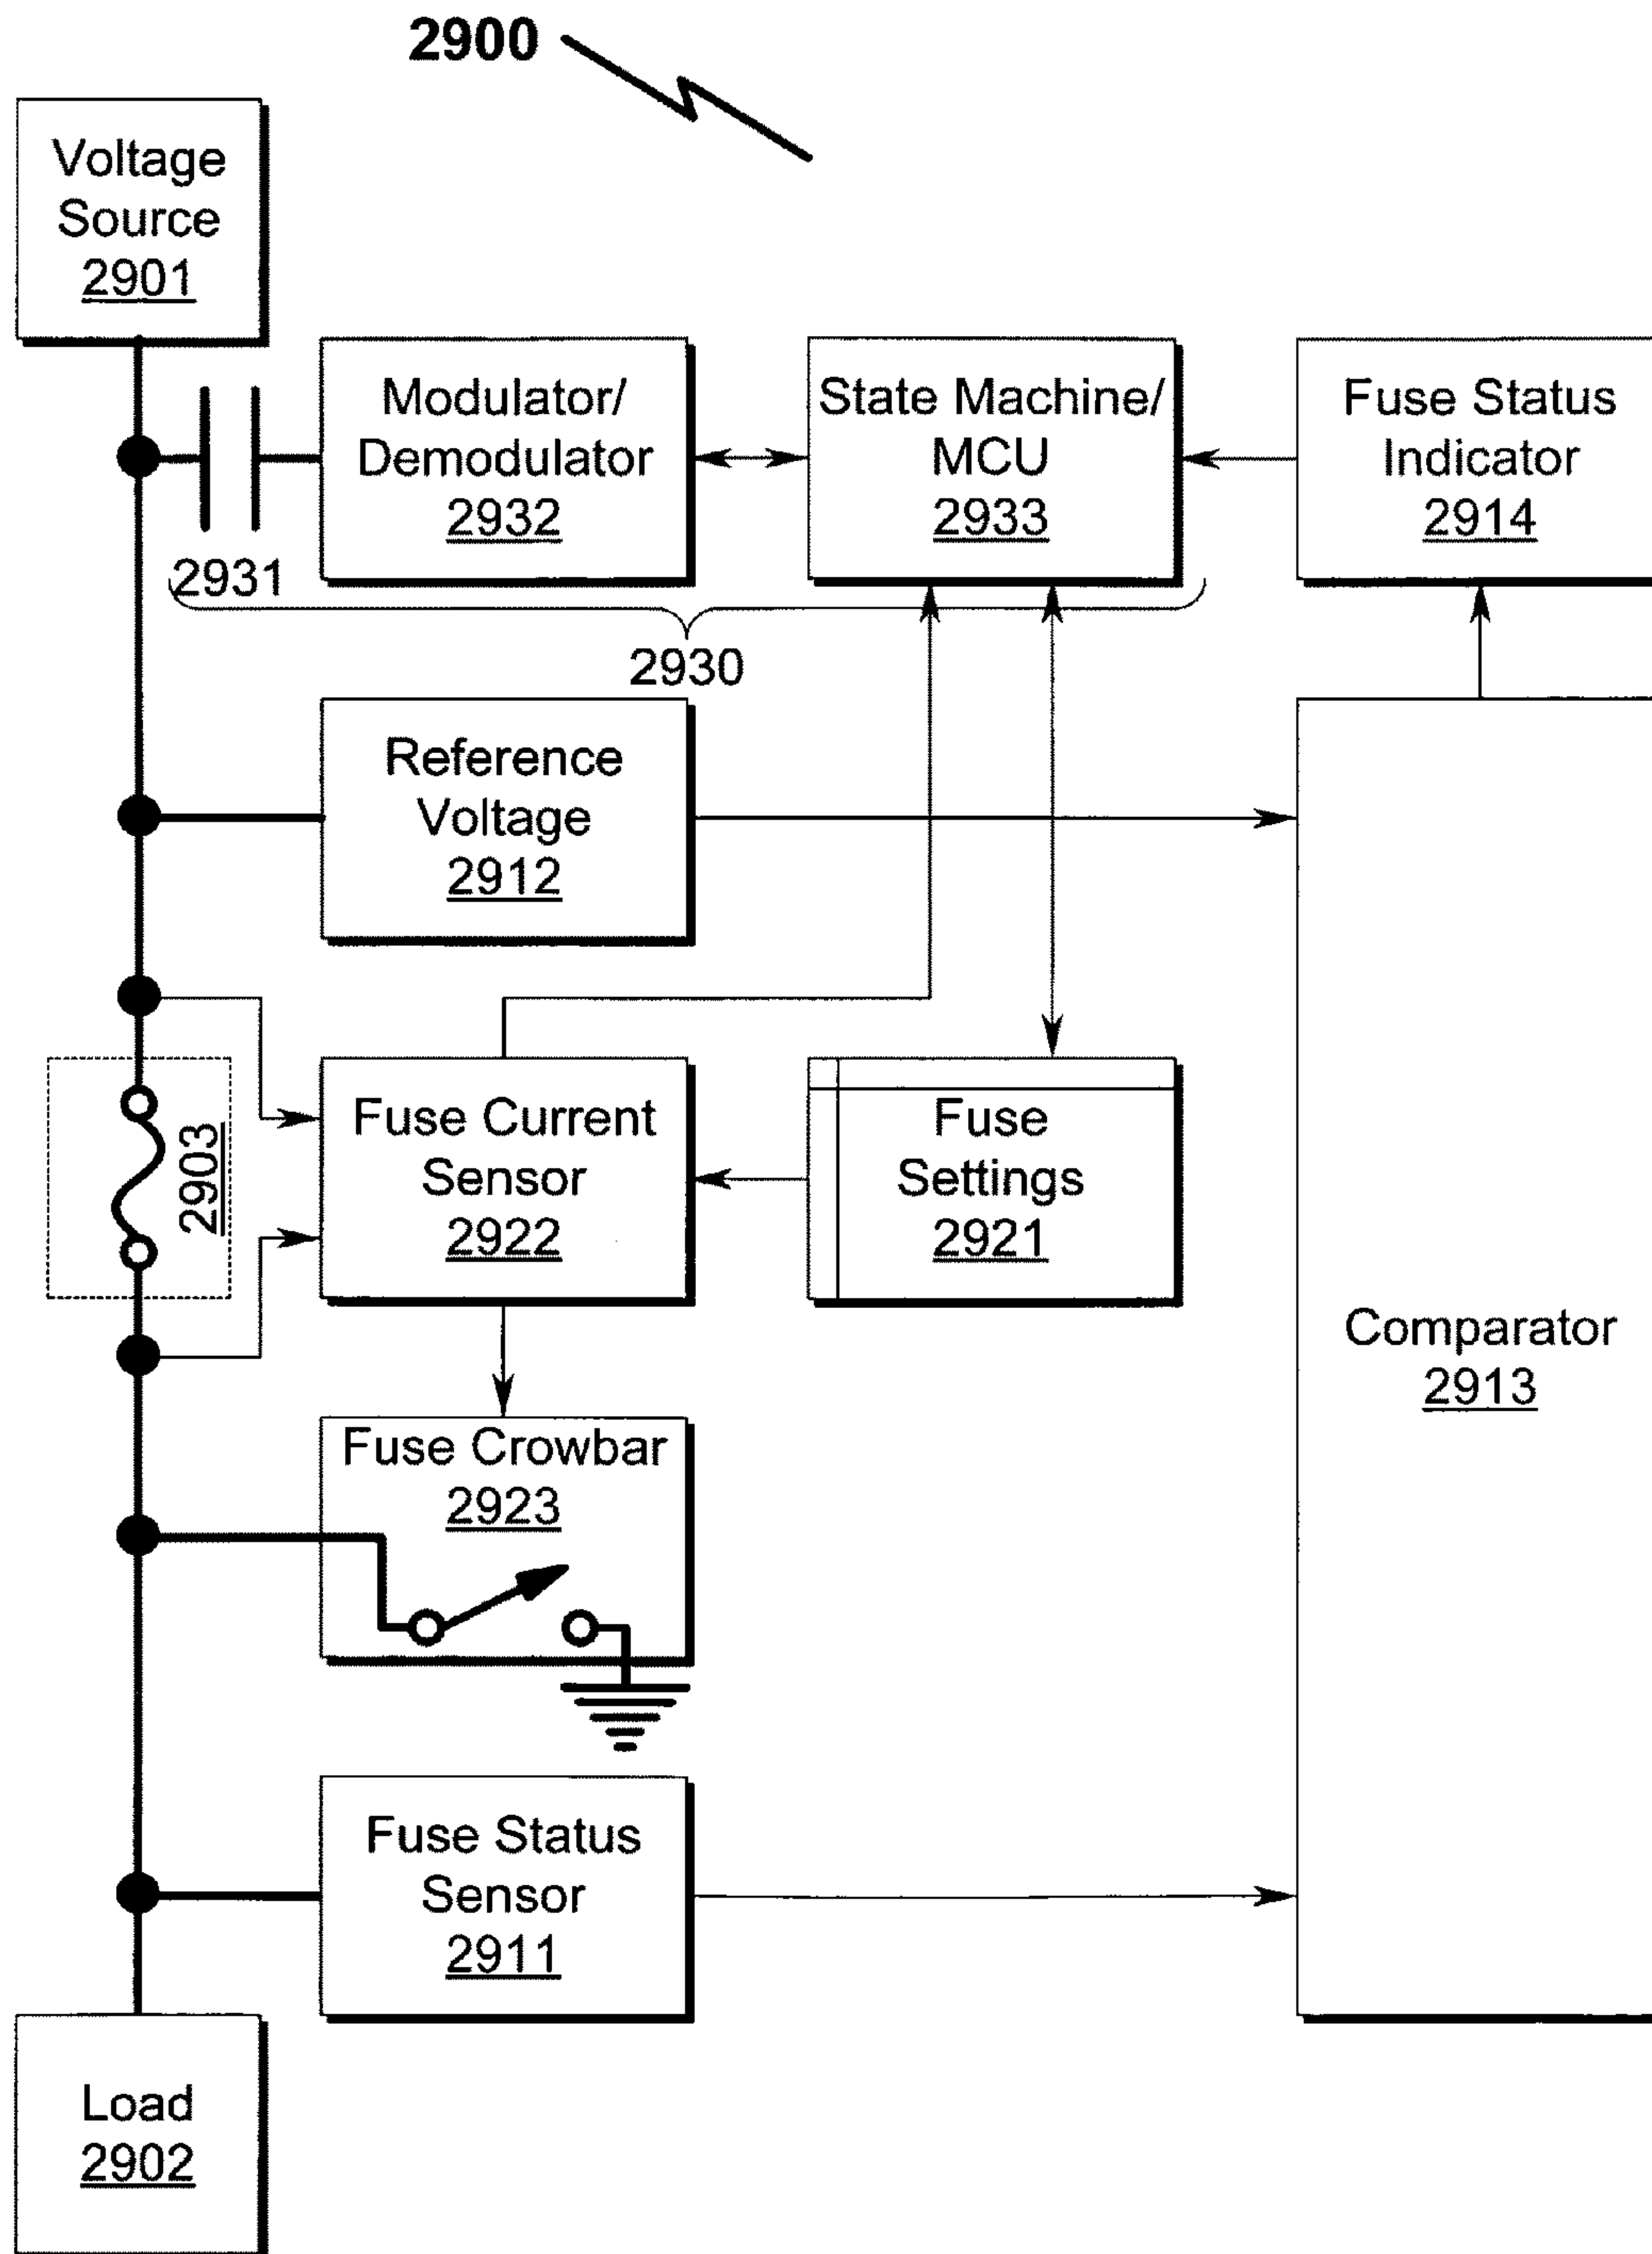 2900
Voltage
Source
2901
Modulator/
Demodulator
2932
State Machine/
MCU
2933
Fuse Status
Indicator
2914
2931
2930
Reference
Voltage
2912
2903
Fuse Current
Sensor
2922
Fuse
Settings
2921
Comparator
2913
Fuse Crowbar
2923
Fuse Status
Sensor
2911
Load
2902